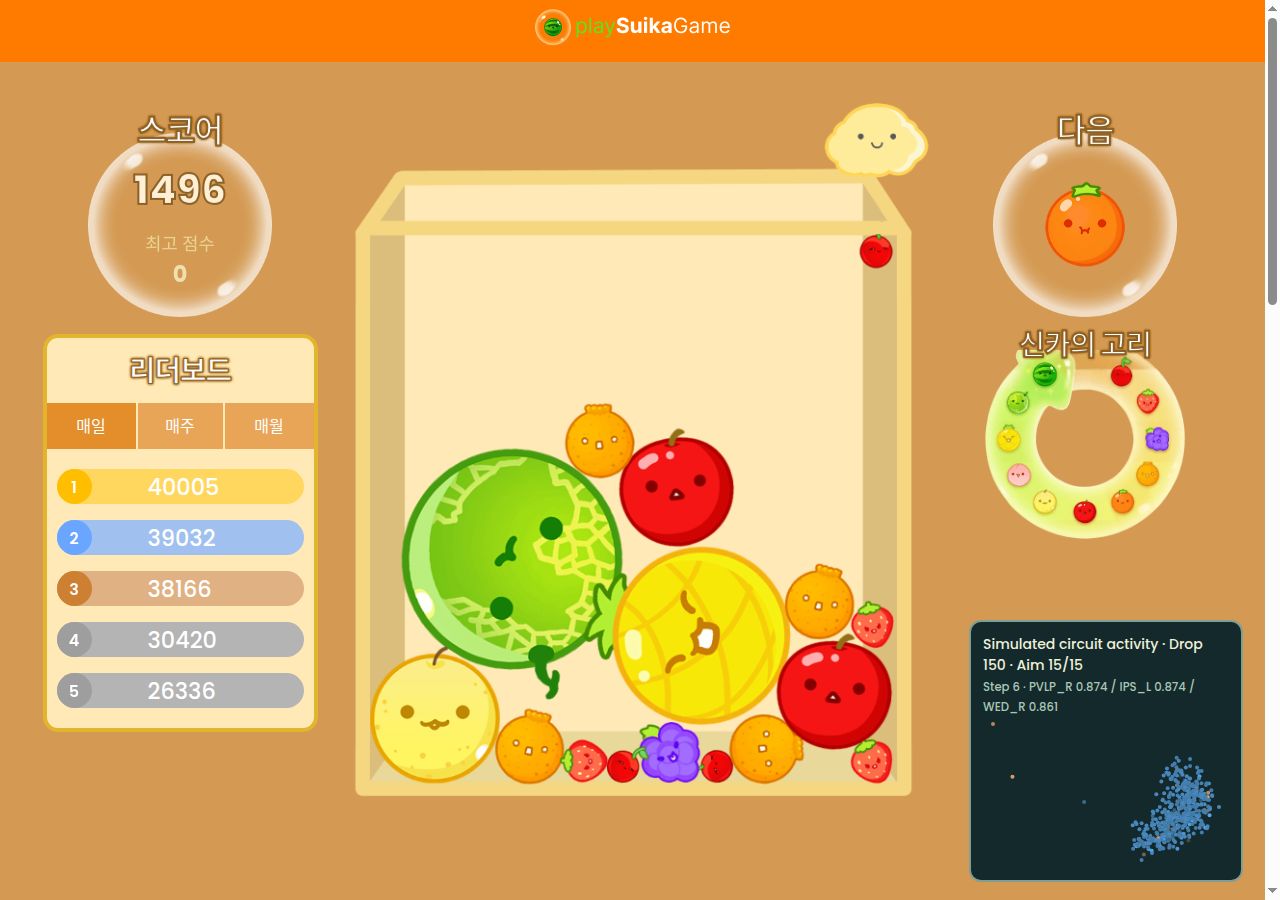 playSuikaGame
스코어
1496
최고 점수
0
리더보드
매일 매주 매월
1 40005
2 39032
3 38166
4 30420
5 26336
다음
신카의 고리
Simulated circuit activity · Drop
150 · Aim 15/15
Step 6 · PVLP_R 0.874 / IPS_L 0.874 /
WED_R 0.861